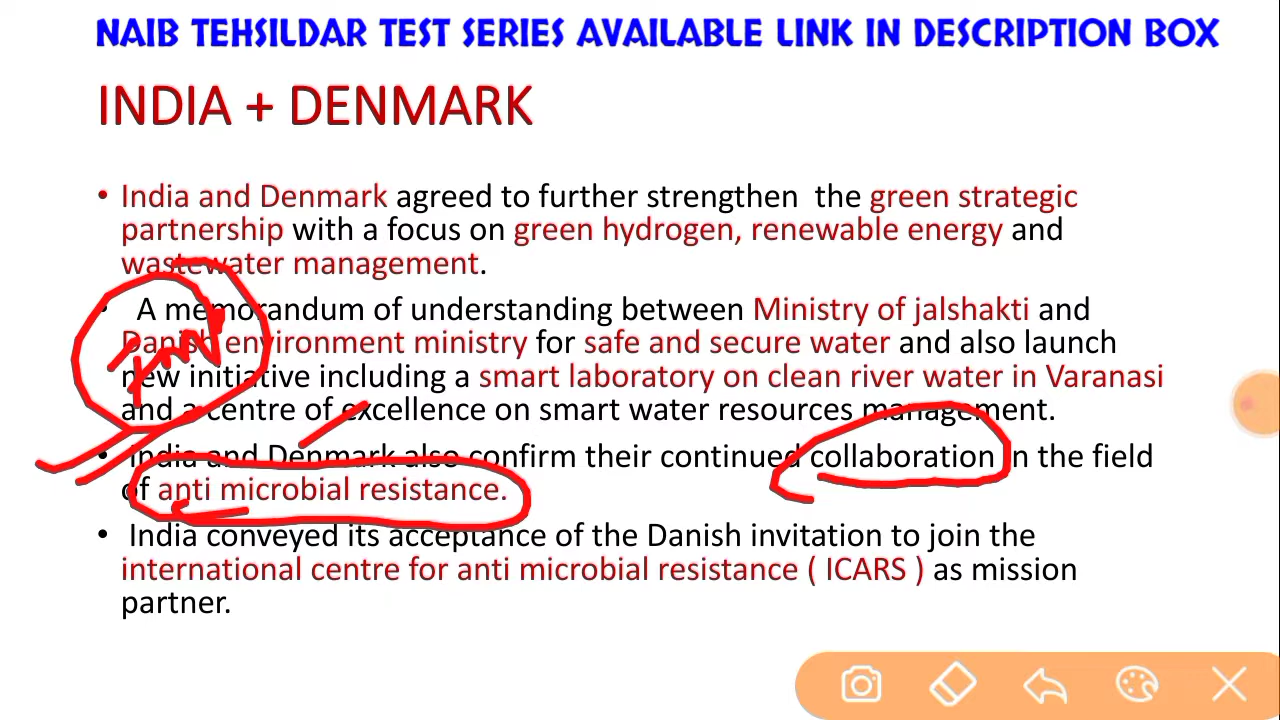 NAIB TEHSILDAR TEST SERIES AVAILABLE LINK IN DESCRIPTION BOX
INDIA + DENMARK
• India and Denmark agreed to further strengthen the green strategic
partnership with a focus on green hydrogen, renewable energy and
wastewater management.
• A memorandum of understanding between Ministry of jalshakti and
Danish environment ministry for safe and secure water and also launch
new initiative including a smart laboratory on clean river water in Varanasi
and a centre of excellence on smart water resources management.
• India and Denmark also confirm their continued collaboration in the field
of anti microbial resistance.
• India conveyed its acceptance of the Danish invitation to join the
international centre for anti microbial resistance ( ICARS ) as mission
partner.